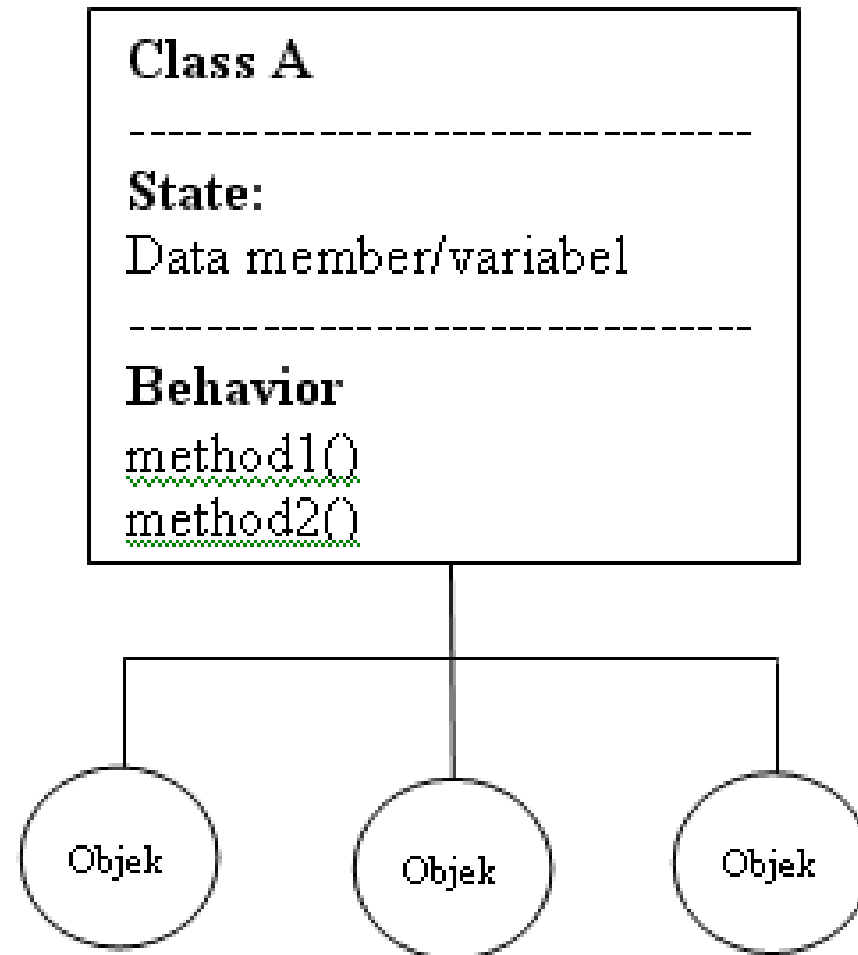 Class A
---------------------------------
State:
Data member/variabel
---------------------------------
Behavior
method1()
method2()
Objek
Objek
Objek